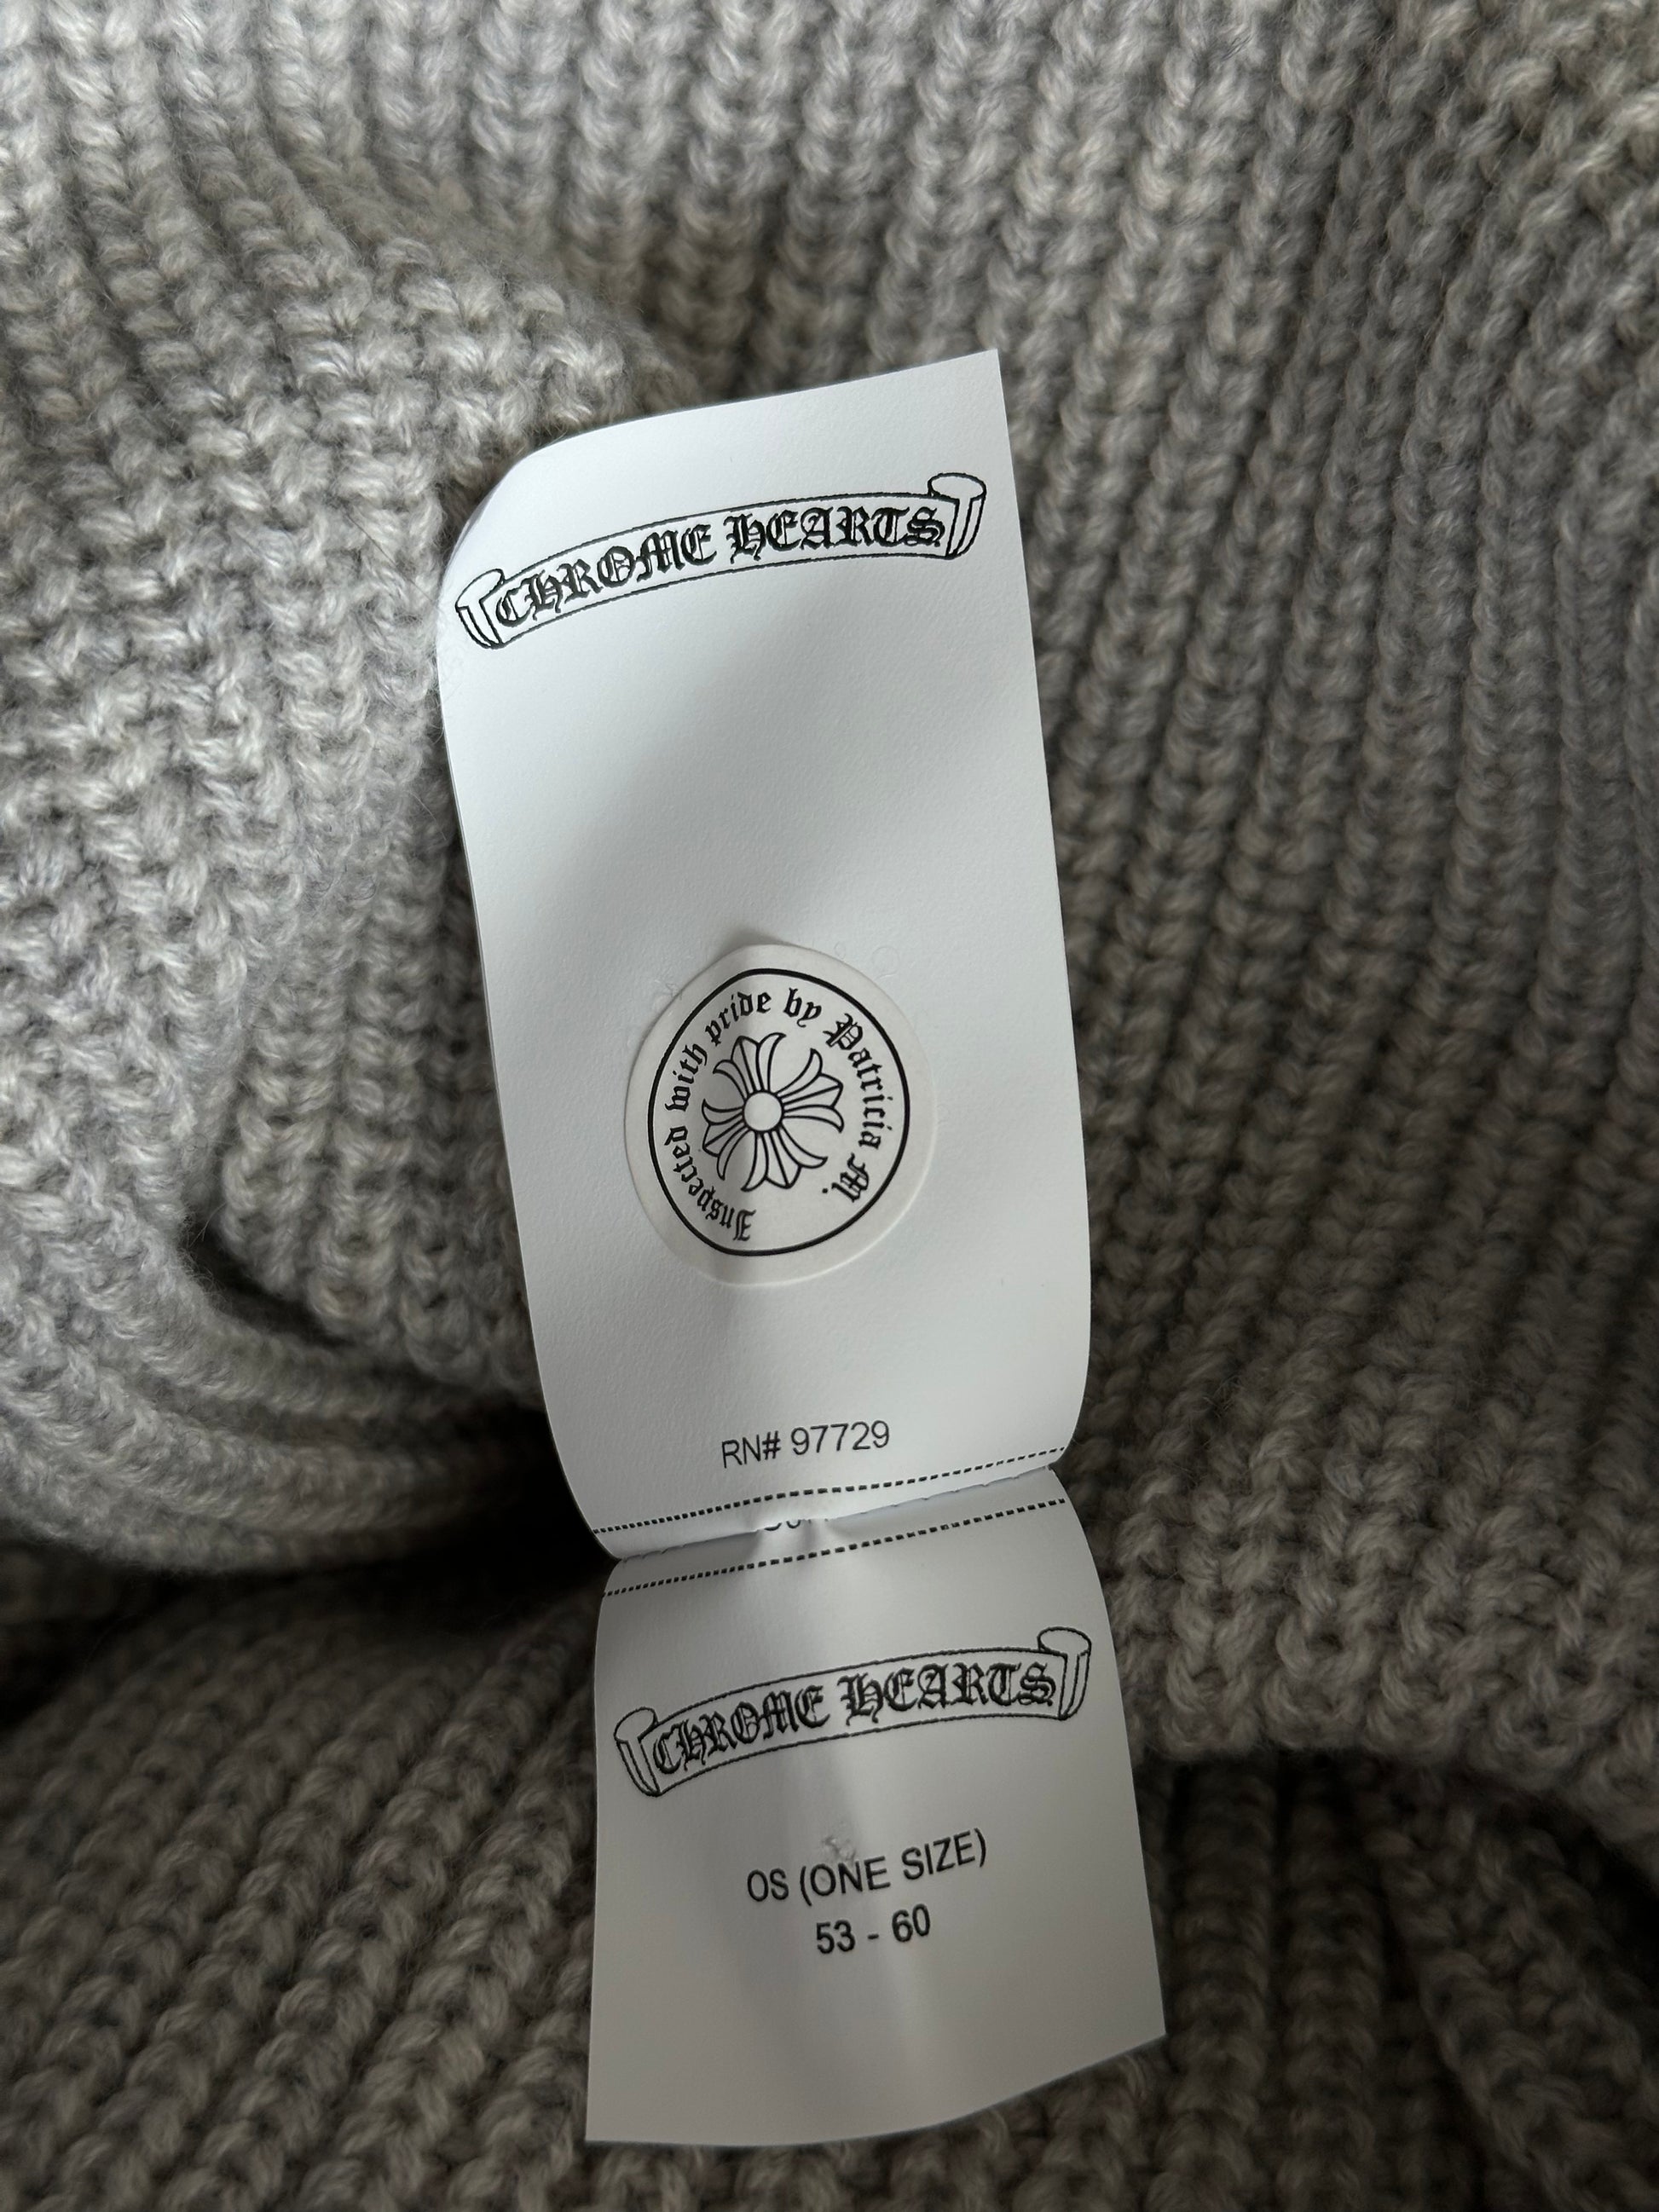 CHROME HEARTS
Inspected with pride by Patricia M.
RN# 97729
CHROME HEARTS
OS (ONE SIZE)
53 - 60